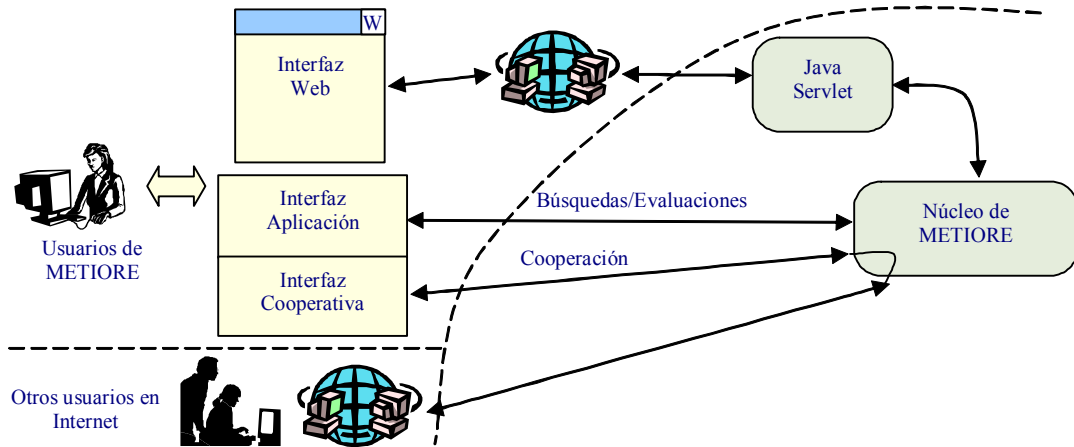 W
Interfaz
Web
Java
Servlet
Interfaz
Aplicación
Búsquedas/Evaluaciones
Núcleo de
METIORE
Usuarios de
METIORE
Cooperación
Interfaz
Cooperativa
Otros usuarios en
Internet